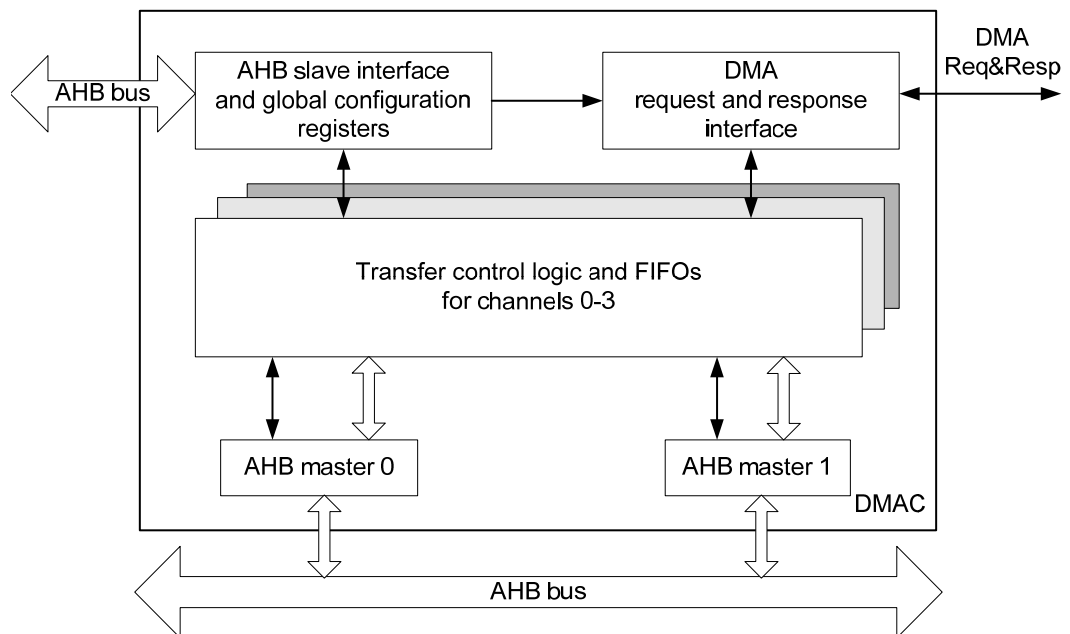 AHB bus
AHB slave interface
and global configuration
registers
DMA
request and response
interface
DMA
Req&Resp
Transfer control logic and FIFOs
for channels 0-3
AHB master 0
AHB master 1
DMAC
AHB bus